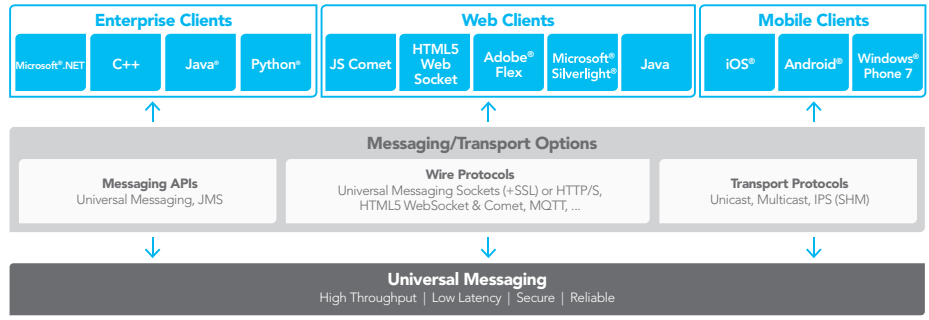 Enterprise Clients
Microsoft®.NET
C++
Java®
Python®
Web Clients
JS Comet
HTML5
Web
Socket
Adobe®
Flex
Microsoft®
Silverlight®
Java
Mobile Clients
iOS®
Android®
Windows®
Phone 7
Messaging/Transport Options
Messaging APIs
Universal Messaging, JMS
Wire Protocols
Universal Messaging Sockets (+SSL) or HTTP/S,
HTML5 WebSocket & Comet, MQTT, ...
Transport Protocols
Unicast, Multicast, IPS (SHM)
Universal Messaging
High Throughput | Low Latency | Secure | Reliable